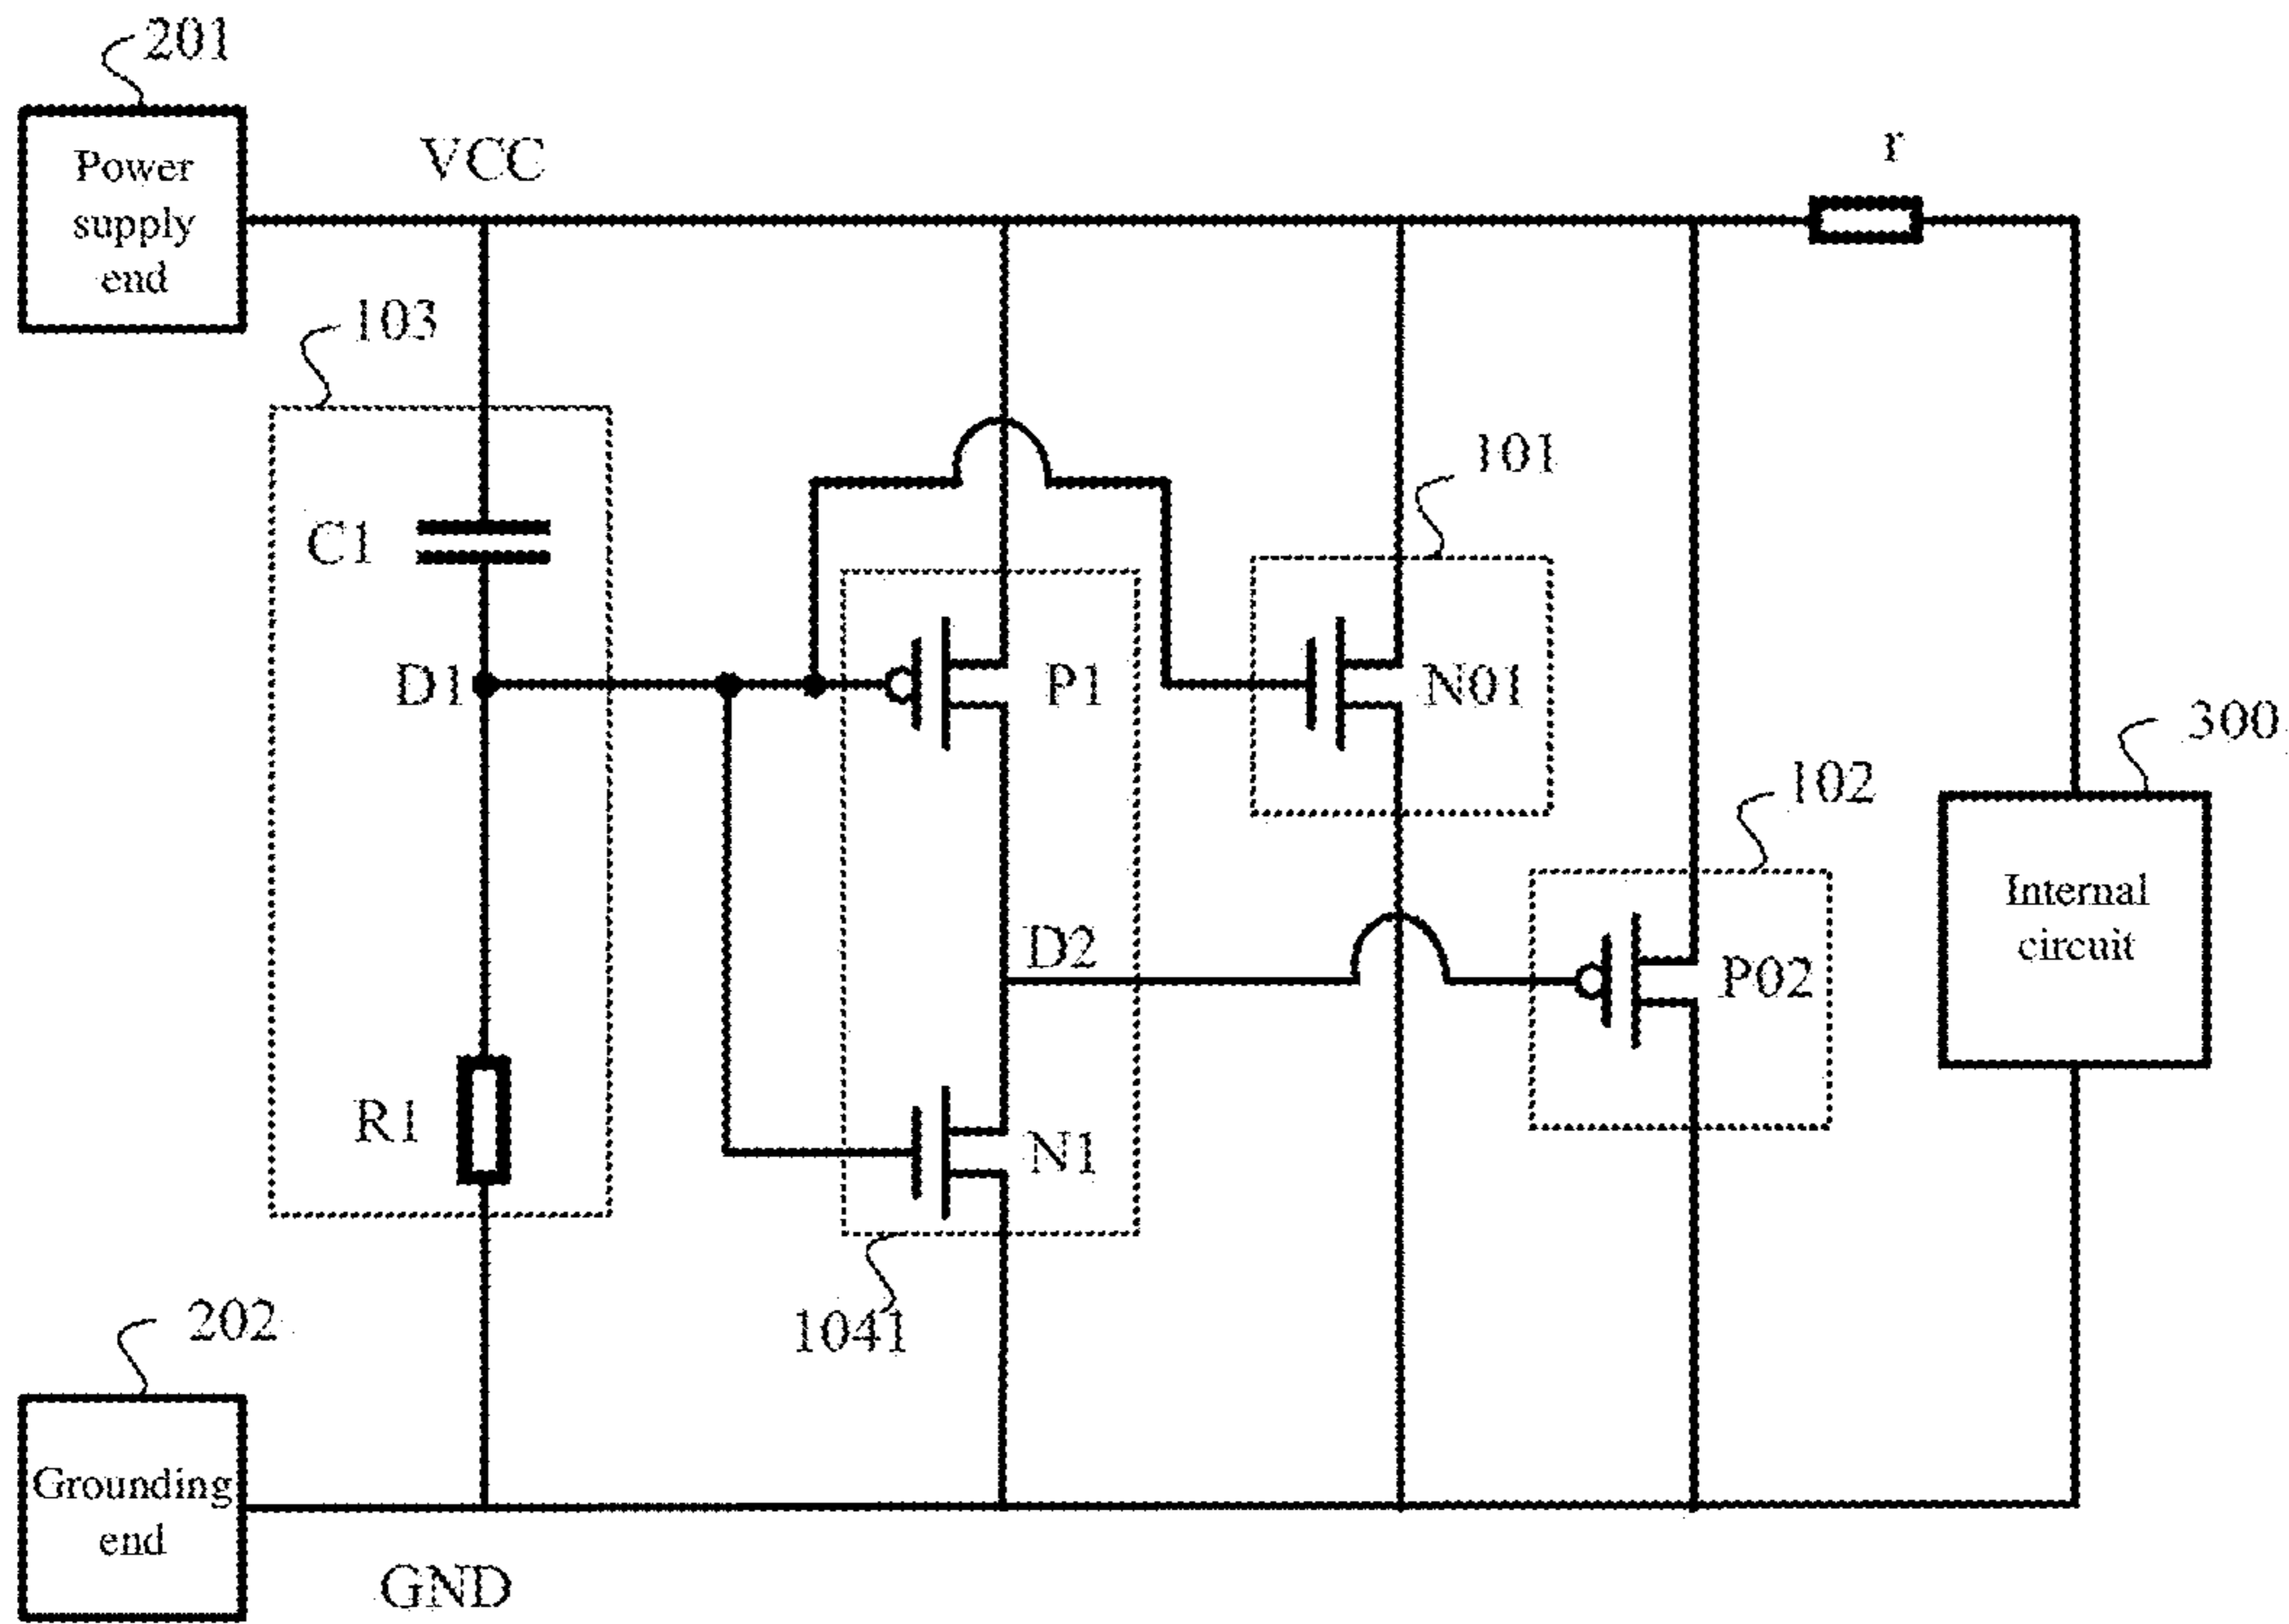 201
Power
supply
end
VCC
r
103
C1
D1
P1
101
N01
300
102
Internal
circuit
D2
P02
R1
N1
1041
202
Grounding
end
GND